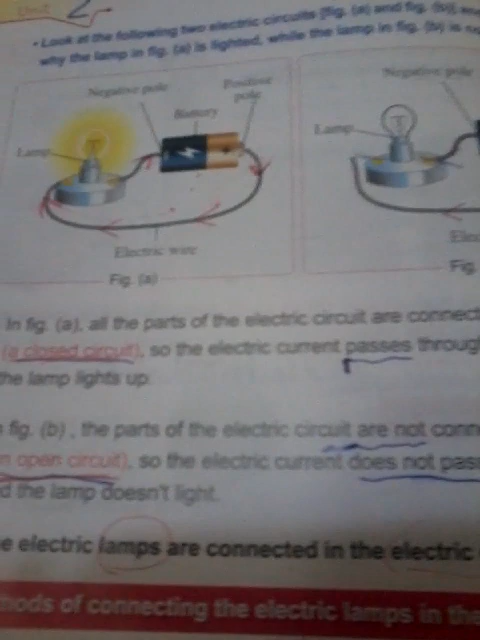 Unit 2
• Look at the following two electric circuits [fig. (a) and fig. (b)]
why the lamp in fig. (a) is lighted, while the lamp in fig. (b) is
Negative pole
Positive pole
Battery
Lamp
Electric wire
Fig. (a)
Negative pole
Lamp
Fig.
In fig. (a), all the parts of the electric circuit are connect
(a closed circuit), so the electric current passes through
the lamp lights up.
fig. (b), the parts of the electric circuit are not conn
n open circuit), so the electric current does not pas
d the lamp doesn't light.
e electric lamps are connected in the electric
hods of connecting the electric lamps in the